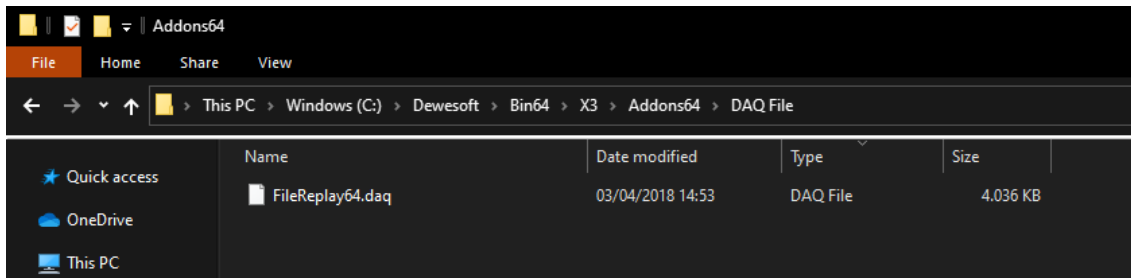 Addons64
File Home Share View
This PC > Windows (C:) > Dewesoft > Bin64 > X3 > Addons64 > DAQ File
Name Date modified Type Size
Quick access
FileReplay64.daq 03/04/2018 14:53 DAQ File 4.036 KB
OneDrive
This PC